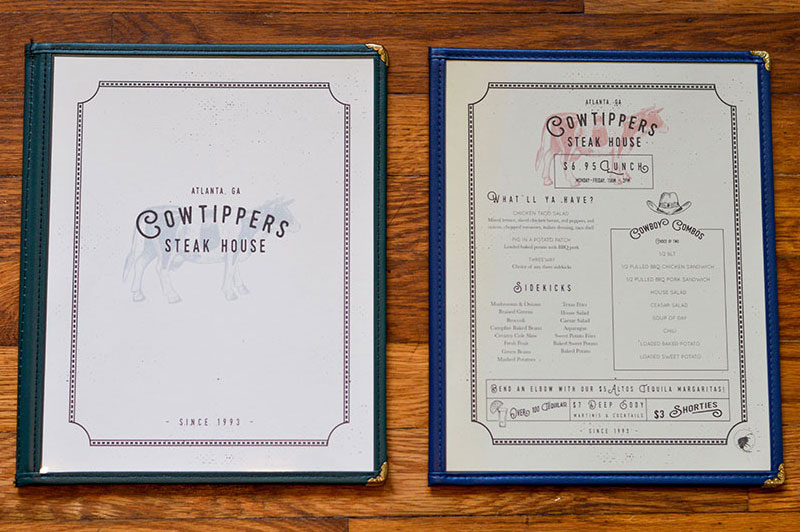 ATLANTA, GA
COWTIPPERS
STEAK HOUSE
- SINCE 1993 -
ATLANTA, GA
COWTIPPERS
STEAK HOUSE
$6.95 LUNCH
MONDAY-FRIDAY, 11AM - 3PM
WHAT'LL YA HAVE?
CHICKEN TACO SALAD
Mixed lettuce, sliced chicken breast, red peppers, red
onions, chopped tomatoes, italian dressing, taco shell
PIG IN A POTATO PATCH
Loaded baked potato with BBQ pork
THREEWAY
Choice of any three sidekicks
SIDEKICKS
Mushrooms & Onions
Braised Greens
Broccoli
Campfire Baked Beans
Creamy Cole Slaw
Fresh Fruit
Green Beans
Mashed Potatoes
Texas Fries
House Salad
Caesar Salad
Asparagus
Sweet Potato Fries
Baked Sweet Potato
Baked Potato
COWBOY COMBOS
CHOICE OF TWO
1/2 BLT
1/2 PULLED BBQ CHICKEN SANDWICH
1/2 PULLED BBQ PORK SANDWICH
HOUSE SALAD
CEASAR SALAD
SOUP OF DAY
CHILI
LOADED BAKED POTATO
LOADED SWEET POTATO
BEND AN ELBOW WITH OUR $5 ALTOS TEQUILA MARGARITAS!
OVER 100 TEQUILAS!
$7 DEEP EDDY
MARTINIS & COCKTAILS
$3 SHORTIES
- SINCE 1993 -